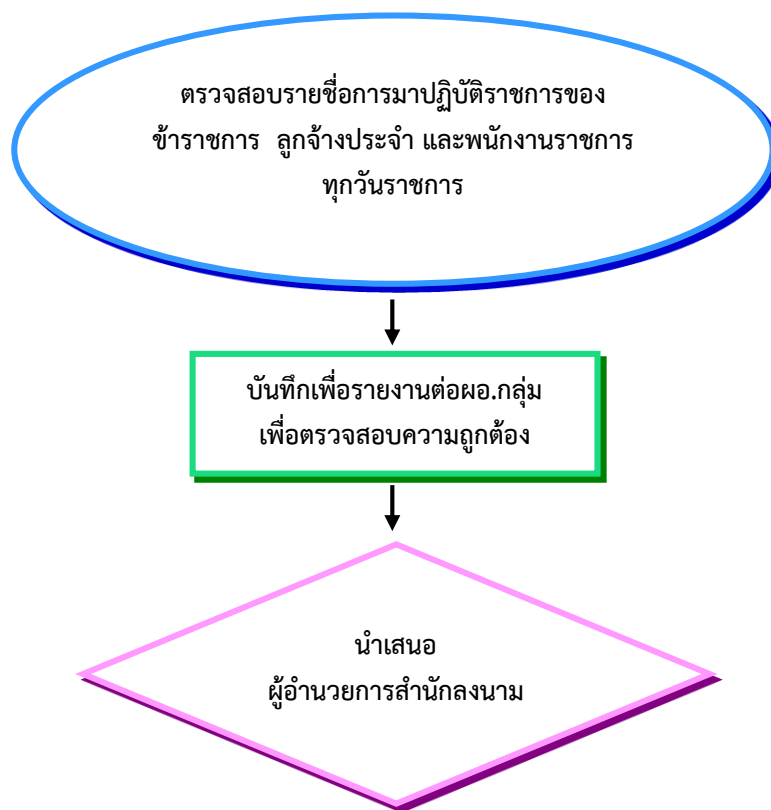 ตรวจสอบรายชื่อการมาปฏิบัติราชการของ
ข้าราชการ ลูกจ้างประจำ และพนักงานราชการ
ทุกวันราชการ
บันทึกเพื่อรายงานต่อผอ.กลุ่ม
เพื่อตรวจสอบความถูกต้อง
นำเสนอ
ผู้อำนวยการสำนักลงนาม